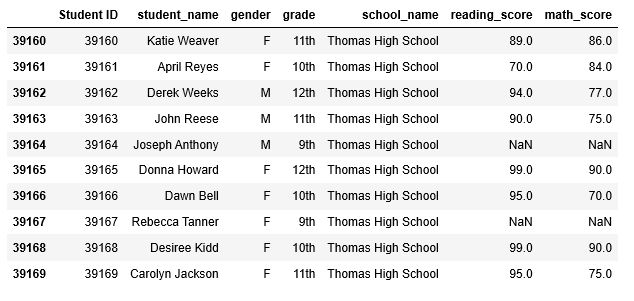 Student ID student_name gender grade school_name reading_score math_score
39160 39160 Katie Weaver F 11th Thomas High School 89.0 86.0
39161 39161 April Reyes F 10th Thomas High School 70.0 84.0
39162 39162 Derek Weeks M 12th Thomas High School 94.0 77.0
39163 39163 John Reese M 11th Thomas High School 90.0 75.0
39164 39164 Joseph Anthony M 9th Thomas High School NaN NaN
39165 39165 Donna Howard F 12th Thomas High School 99.0 90.0
39166 39166 Dawn Bell F 10th Thomas High School 95.0 70.0
39167 39167 Rebecca Tanner F 9th Thomas High School NaN NaN
39168 39168 Desiree Kidd F 10th Thomas High School 99.0 90.0
39169 39169 Carolyn Jackson F 11th Thomas High School 95.0 75.0